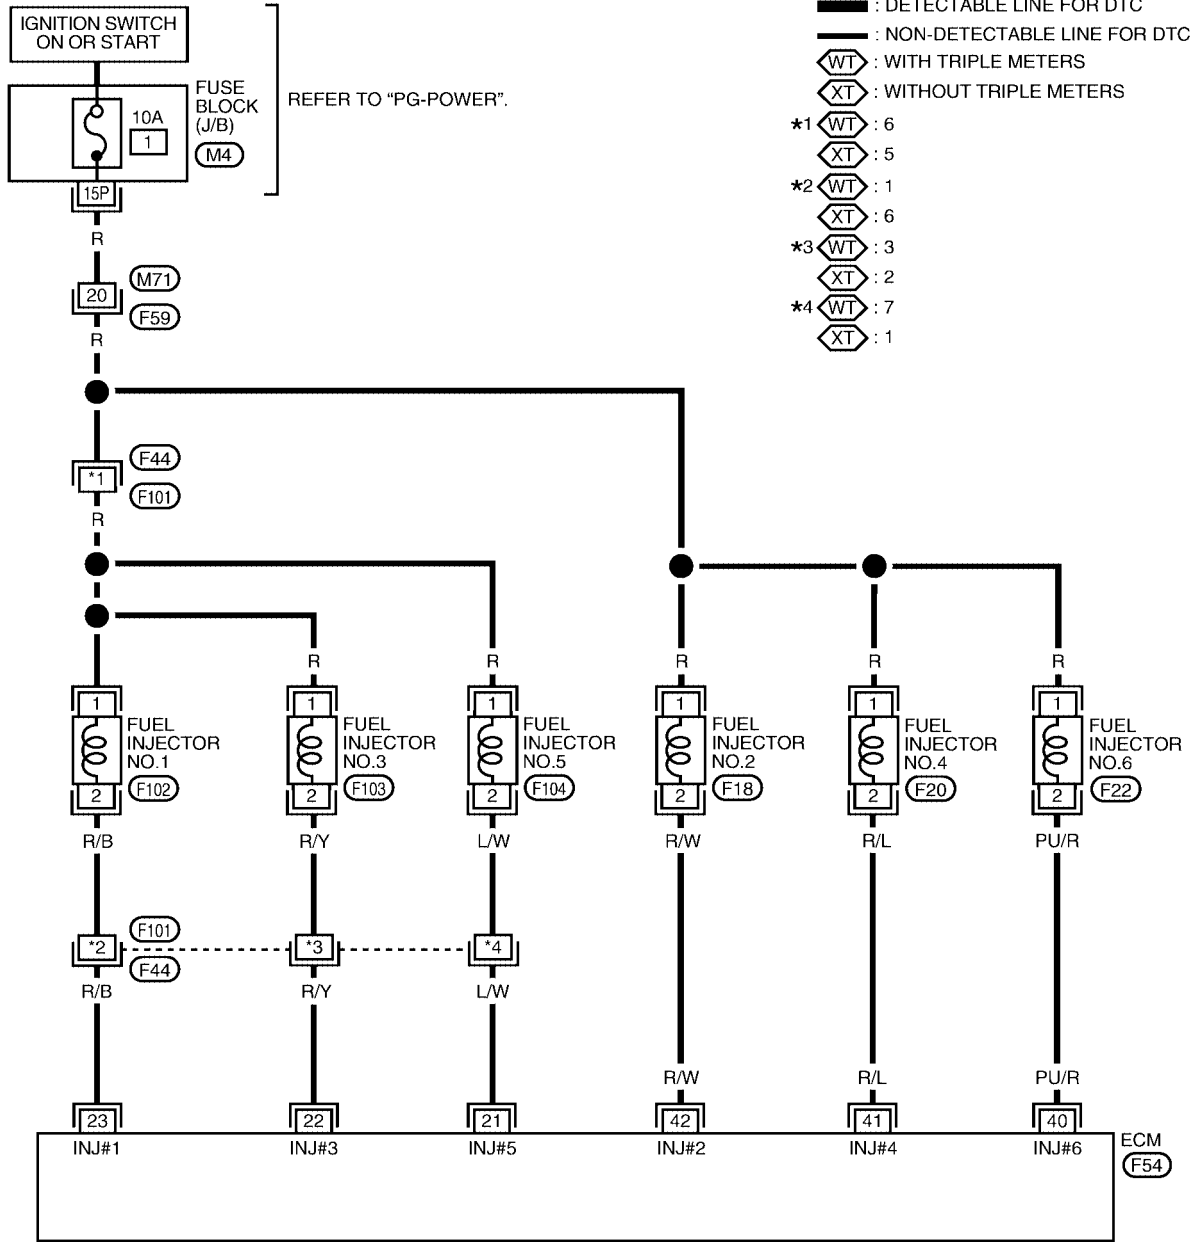 IGNITION SWITCH
ON OR START
FUSE
BLOCK
(J/B)
M4
10A
1
15P
REFER TO “PG-POWER”.
: DETECTABLE LINE FOR DTC
: NON-DETECTABLE LINE FOR DTC
WT : WITH TRIPLE METERS
XT : WITHOUT TRIPLE METERS
*1 WT : 6
XT : 5
*2 WT : 1
XT : 6
*3 WT : 3
XT : 2
*4 WT : 7
XT : 1
R
20
M71
F59
R
*1
F44
F101
R
R R R R R
1 1 1 1 1 1
FUEL
INJECTOR
NO.1
F102
FUEL
INJECTOR
NO.3
F103
FUEL
INJECTOR
NO.5
F104
FUEL
INJECTOR
NO.2
F18
FUEL
INJECTOR
NO.4
F20
FUEL
INJECTOR
NO.6
F22
2 2 2 2 2 2
R/B R/Y L/W R/W R/L PU/R
F101
*2 *3 *4
F44
R/B R/Y L/W
R/W R/L PU/R
23 22 21 42 41 40
INJ#1 INJ#3 INJ#5 INJ#2 INJ#4 INJ#6
ECM
F54